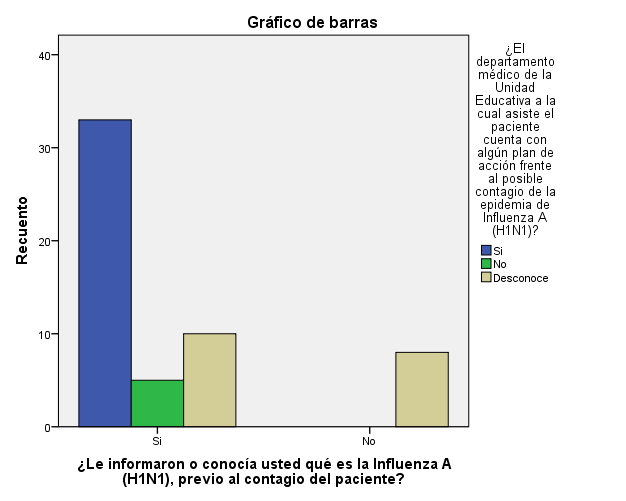 Gráfico de barras
40
30
20
10
0
Recuento
Si
No
¿Le informaron o conocía usted qué es la Influenza A
(H1N1), previo al contagio del paciente?
¿El
departamento
médico de la
Unidad
Educativa a la
cual asiste el
paciente
cuenta con
algún plan de
acción frente
al posible
contagio de la
epidemia de
Influenza A
(H1N1)?
Si
No
Desconoce